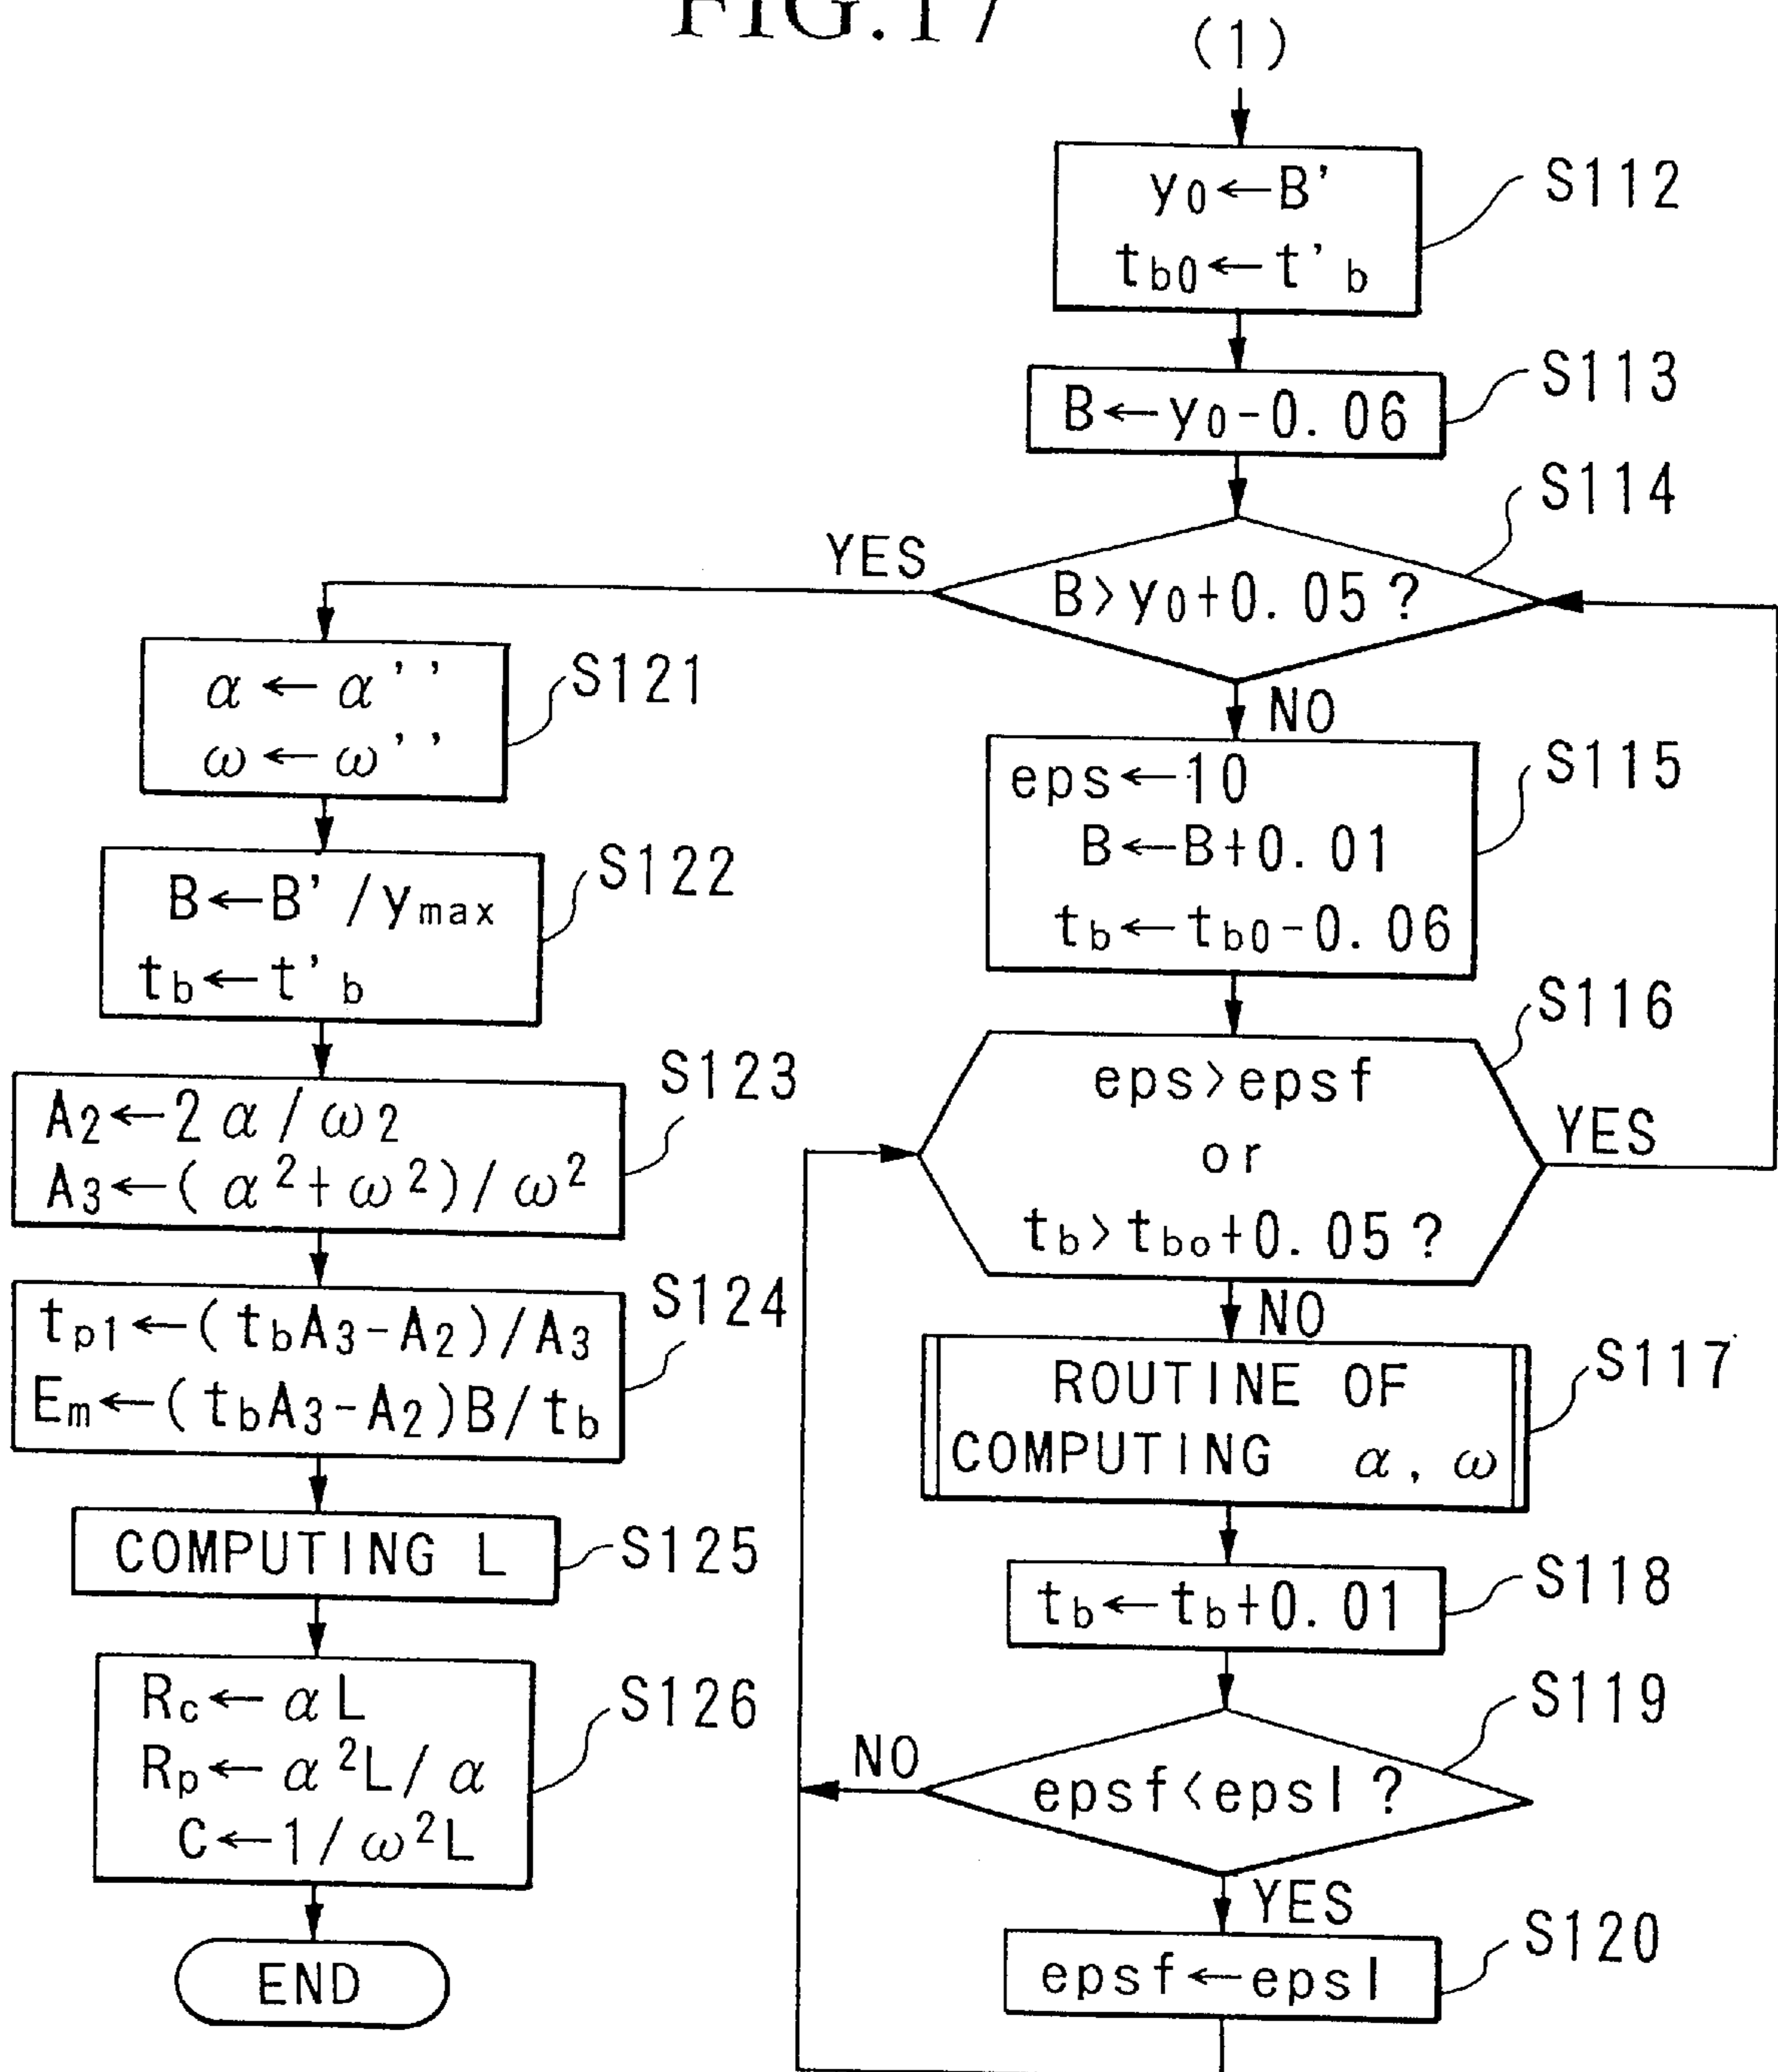 FIG.17
(1)
y0←B'
tb0←t'b
S112
B←y0-0.06
S113
B>y0+0.05?
S114
YES
NO
eps←10
B←B+0.01
tb←tb0-0.06
S115
eps>epsf
or
tb>tbo+0.05?
S116
YES
NO
ROUTINE OF
COMPUTING α, ω
S117
tb←tb+0.01
S118
epsf<epsl?
S119
NO
YES
epsf←epsl
S120
α←α''
ω←ω''
S121
B←B'/ymax
tb←t'b
S122
A2←2α/ω2
A3←(α²+ω²)/ω²
S123
tp1←(tbA3-A2)/A3
Em←(tbA3-A2)B/tb
S124
COMPUTING L
S125
Rc←αL
Rp←α²L/α
C←1/ω²L
S126
END